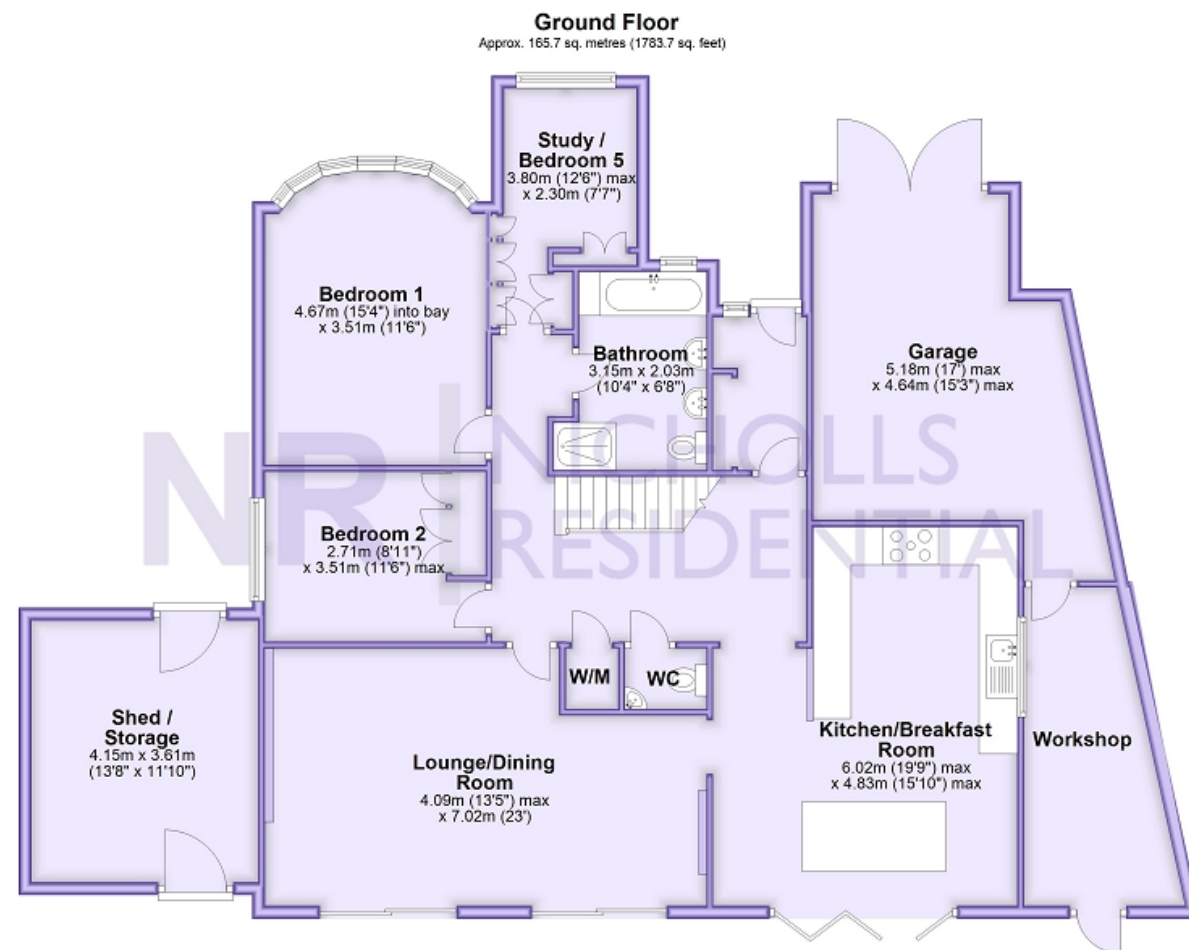 Ground Floor
Approx. 165.7 sq. metres (1783.7 sq. feet)
Study /
Bedroom 5
3.80m (12'6") max
x 2.30m (7'7")
Bedroom 1
4.67m (15'4") into bay
x 3.51m (11'6")
Bathroom
3.15m x 2.03m
(10'4" x 6'8")
Garage
5.18m (17') max
x 4.64m (15'3") max
NR
NICHOLLS
RESIDENTIAL
Bedroom 2
2.71m (8'11")
x 3.51m (11'6") max
W/M
WC
Shed /
Storage
4.15m x 3.61m
(13'8" x 11'10")
Lounge/Dining
Room
4.09m (13'5") max
x 7.02m (23')
Kitchen/Breakfast
Room
6.02m (19'9") max
x 4.83m (15'10") max
Workshop